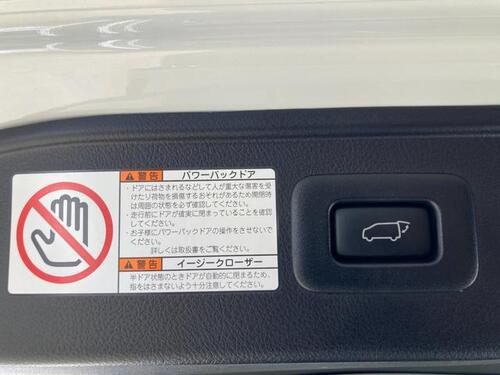 警告 パワーバックドア
・ドアにはさまれるなどして人が重大な傷害を受
けたり荷物を損傷するおそれがあるため開閉時
は周囲の状態を必ず確認してください。
・走行前にドアが確実に閉まっていることを確認
してください。
・お子様にパワーバックドアの操作をさせないで
ください。
詳しくは取扱書をご覧ください。
警告 イージークローザー
半ドア状態のときドアが自動的に閉まるため、
指をはさまないよう十分注意してください。